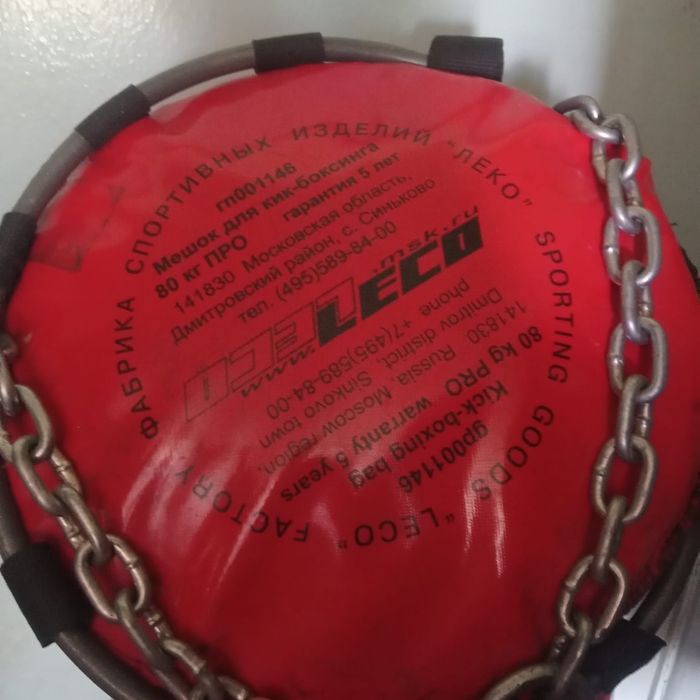 ФАБРИКА СПОРТИВНЫХ ИЗДЕЛИЙ "ЛЕКО"
гп001146
Мешок для кик-боксинга
80 кг ПРО гарантия 5 лет
141830 Московская область,
Дмитровский район, с. Синьково
тел. (495)589-84-00
www.LECO.msk.ru
LECO
SPORTING GOODS "LECO" FACTORY,
gp001146
Kick-boxing bag
80 kg PRO warranty 5 years
141830 Russia, Moscow region,
Dmitrov district, Sinkovo town
phone +7(495)589-84-00